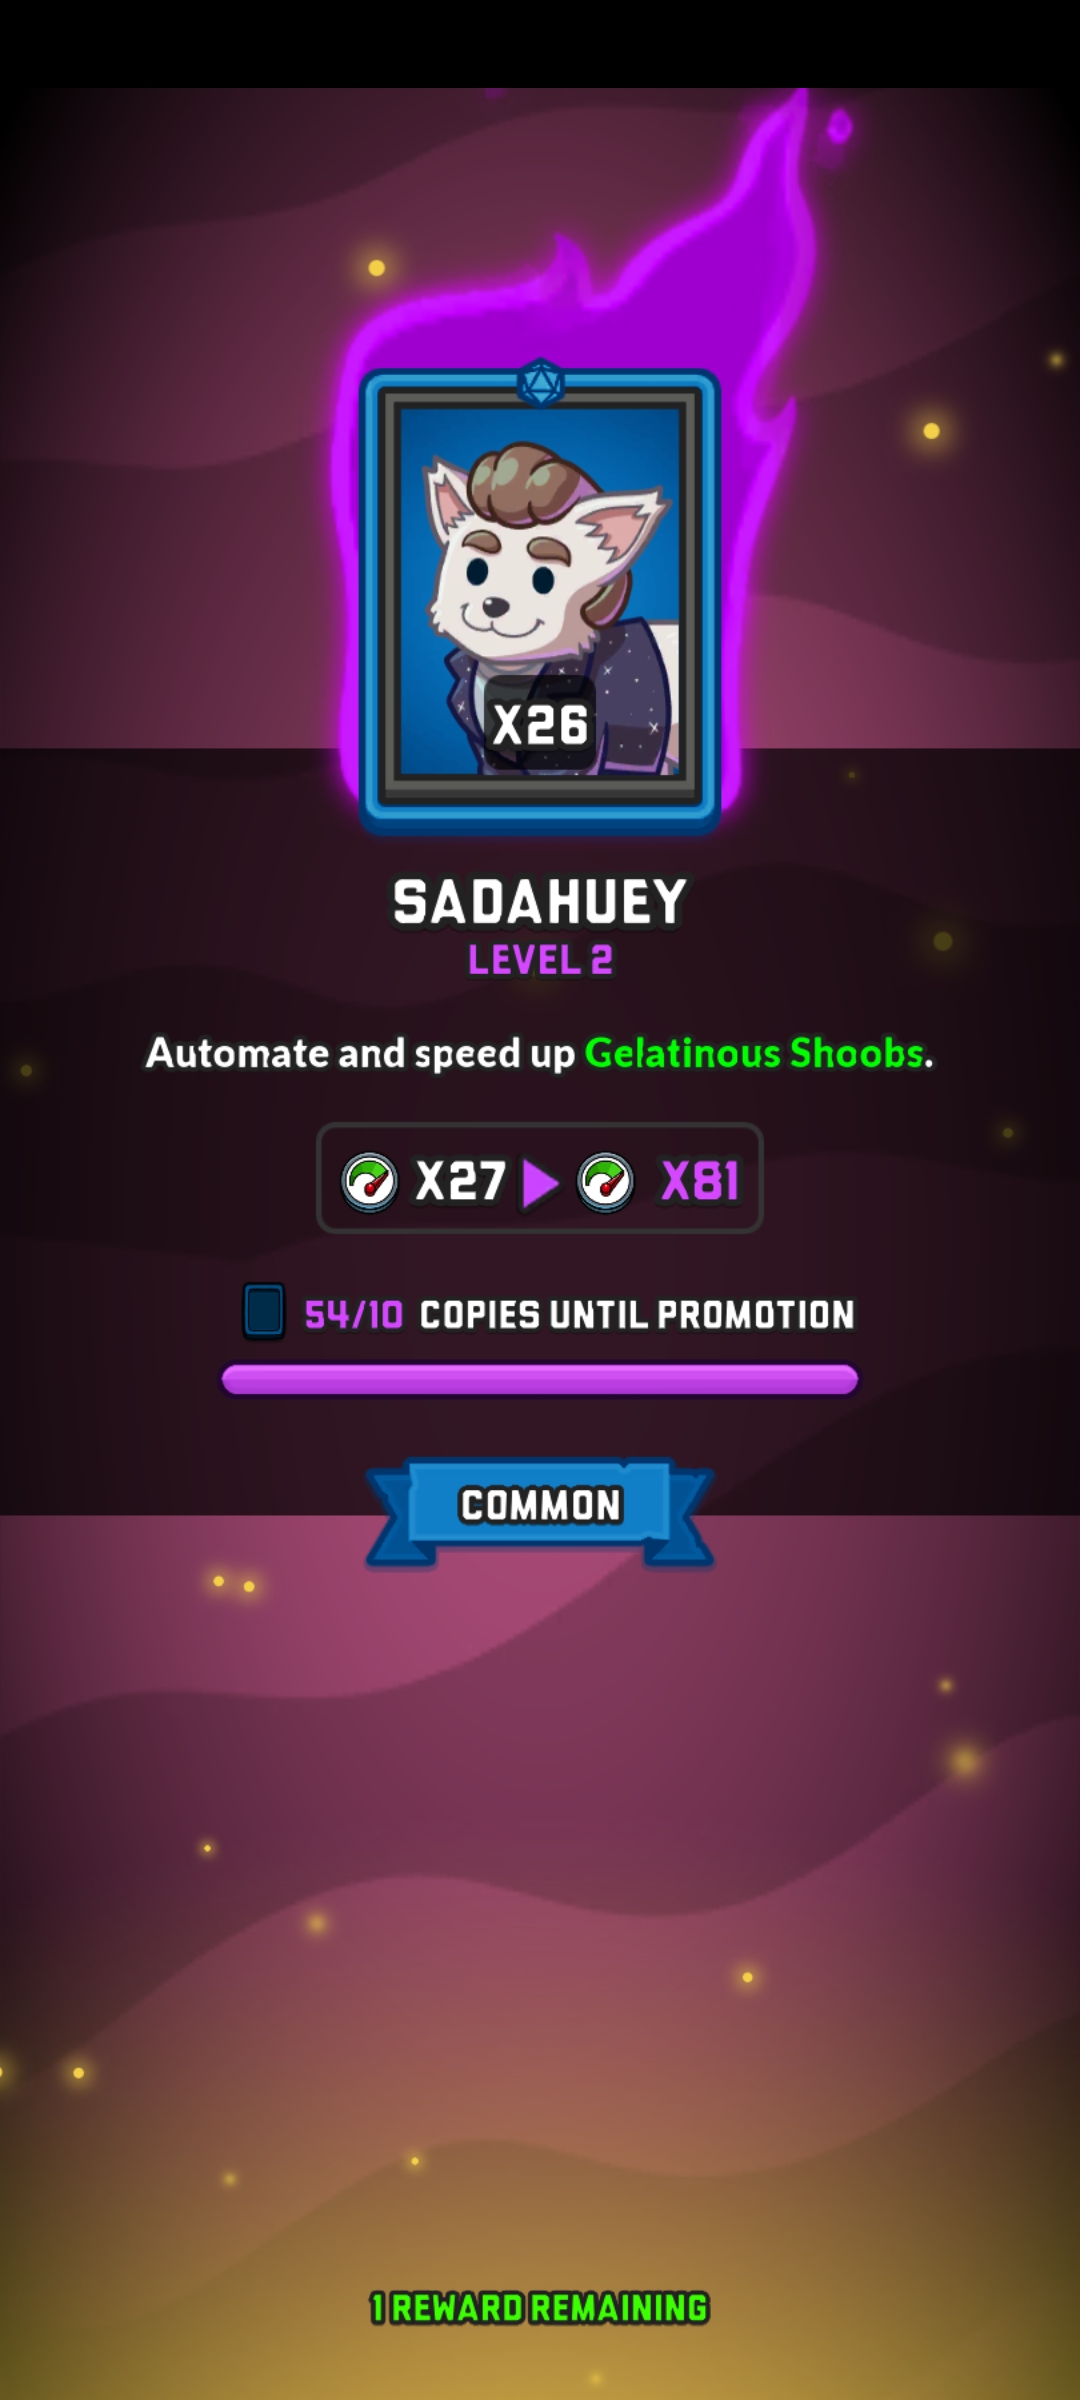 X26
SADAHUEY
LEVEL 2
Automate and speed up Gelatinous Shoobs.
X27 X81
54/10 COPIES UNTIL PROMOTION
COMMON
1 REWARD REMAINING